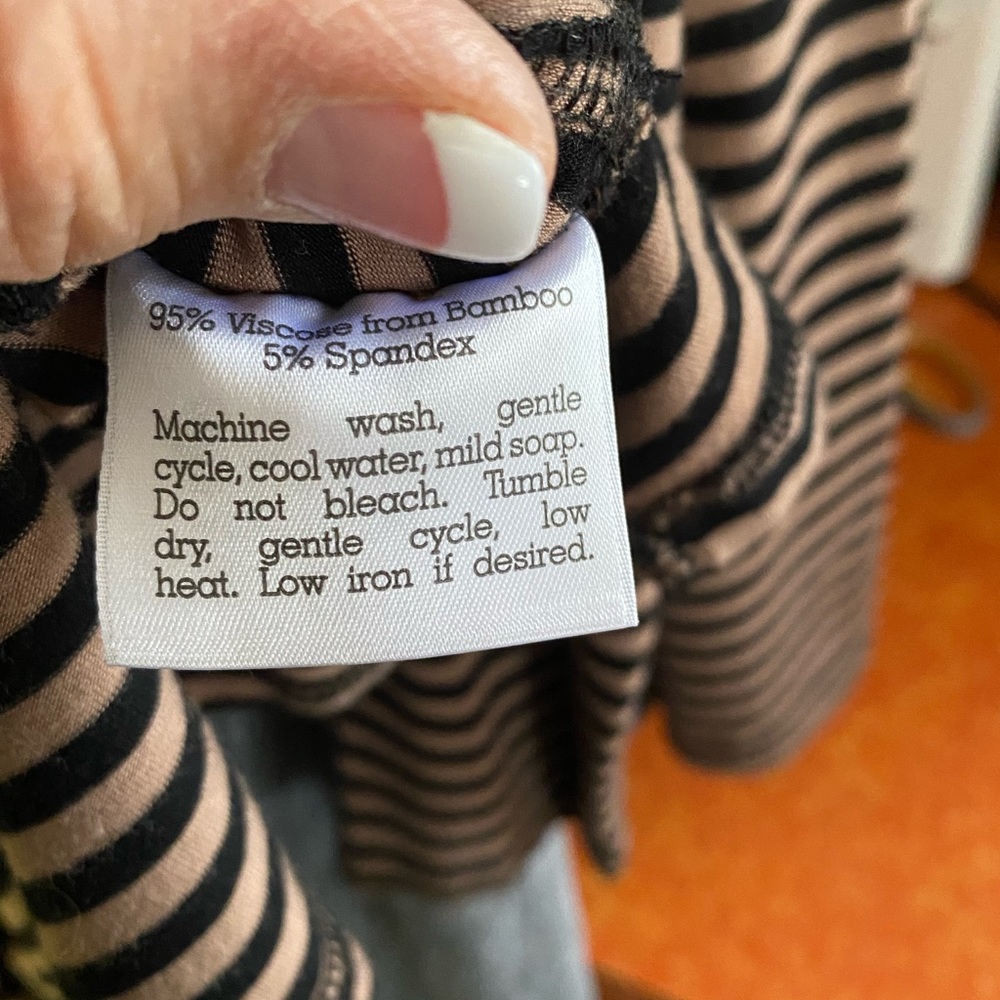 95% Viscose from Bamboo
5% Spandex
Machine wash, gentle
cycle, cool water, mild soap.
Do not bleach. Tumble
dry, gentle cycle, low
heat. Low iron if desired.